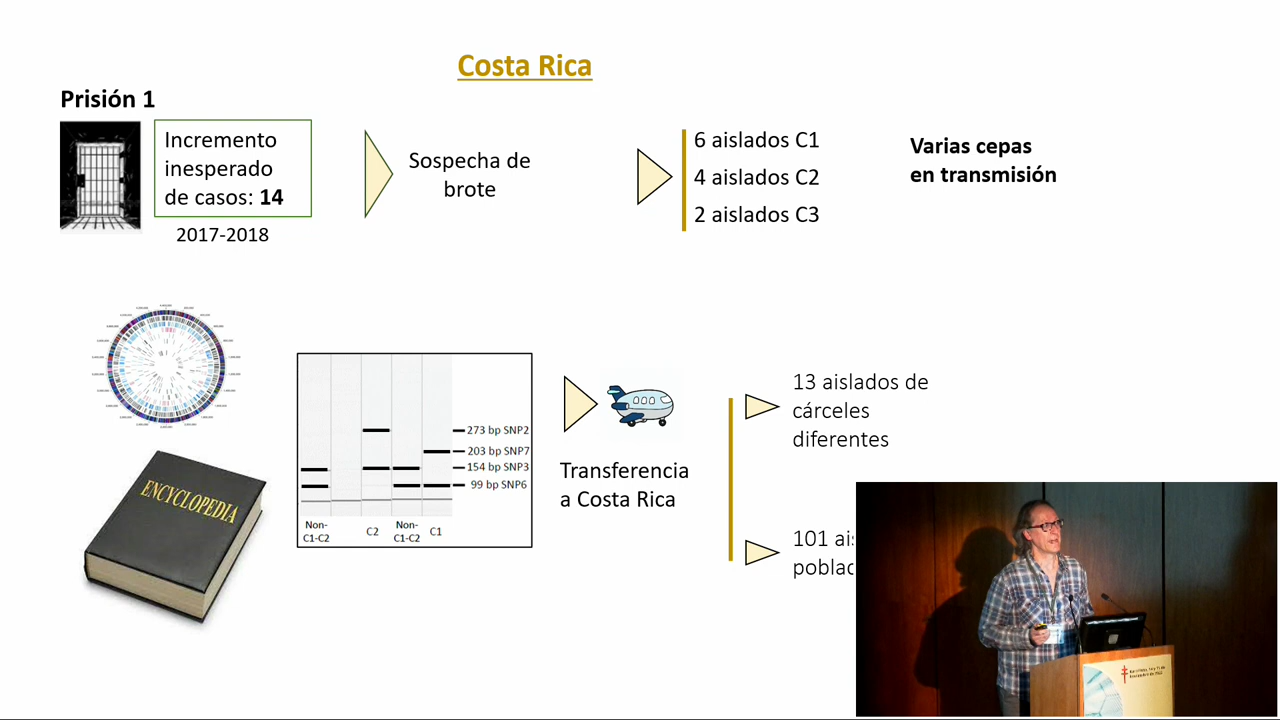 Costa Rica
Prisión 1
Incremento
inesperado
de casos: 14
2017-2018
Sospecha de
brote
6 aislados C1
4 aislados C2
2 aislados C3
Varias cepas
en transmisión
ENCYCLOPEDIA
273 bp SNP2
203 bp SNP7
154 bp SNP3
99 bp SNP6
Non-
C1-C2
C2
Non-
C1-C2
C1
Transferencia
a Costa Rica
13 aislados de
cárceles
diferentes
101